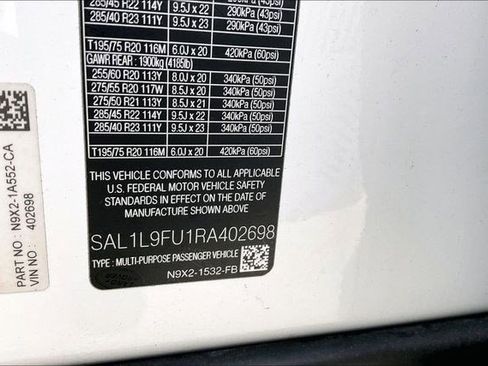 285/45 R22 114Y 9.5J x 22 290kPa (43psi)
285/40 R23 111Y 9.5J x 23 290kPa (43psi)
T195/75 R20 116M 6.0J x 20 420kPa (60psi)
GAWR REAR : 1900kg (4185lb)
255/60 R20 113Y 8.0J x 20 340kPa (50psi)
275/55 R20 117W 8.0J x 20 340kPa (50psi)
275/50 R21 113Y 8.5J x 21 340kPa (50psi)
285/45 R22 114Y 9.5J x 22 340kPa (50psi)
285/40 R23 111Y 9.5J x 23 340kPa (50psi)
T195/75 R20 116M 6.0J x 20 420kPa (60psi)
THIS VEHICLE CONFORMS TO ALL APPLICABLE
U.S. FEDERAL MOTOR VEHICLE SAFETY
STANDARDS IN EFFECT ON THE DATE OF
MANUFACTURE SHOWN ABOVE.
SAL1L9FU1RA402698
TYPE : MULTI-PURPOSE PASSENGER VEHICLE
N9X2-1532-FB
PART NO : N9X2-1A552-CA
VIN NO : 402698